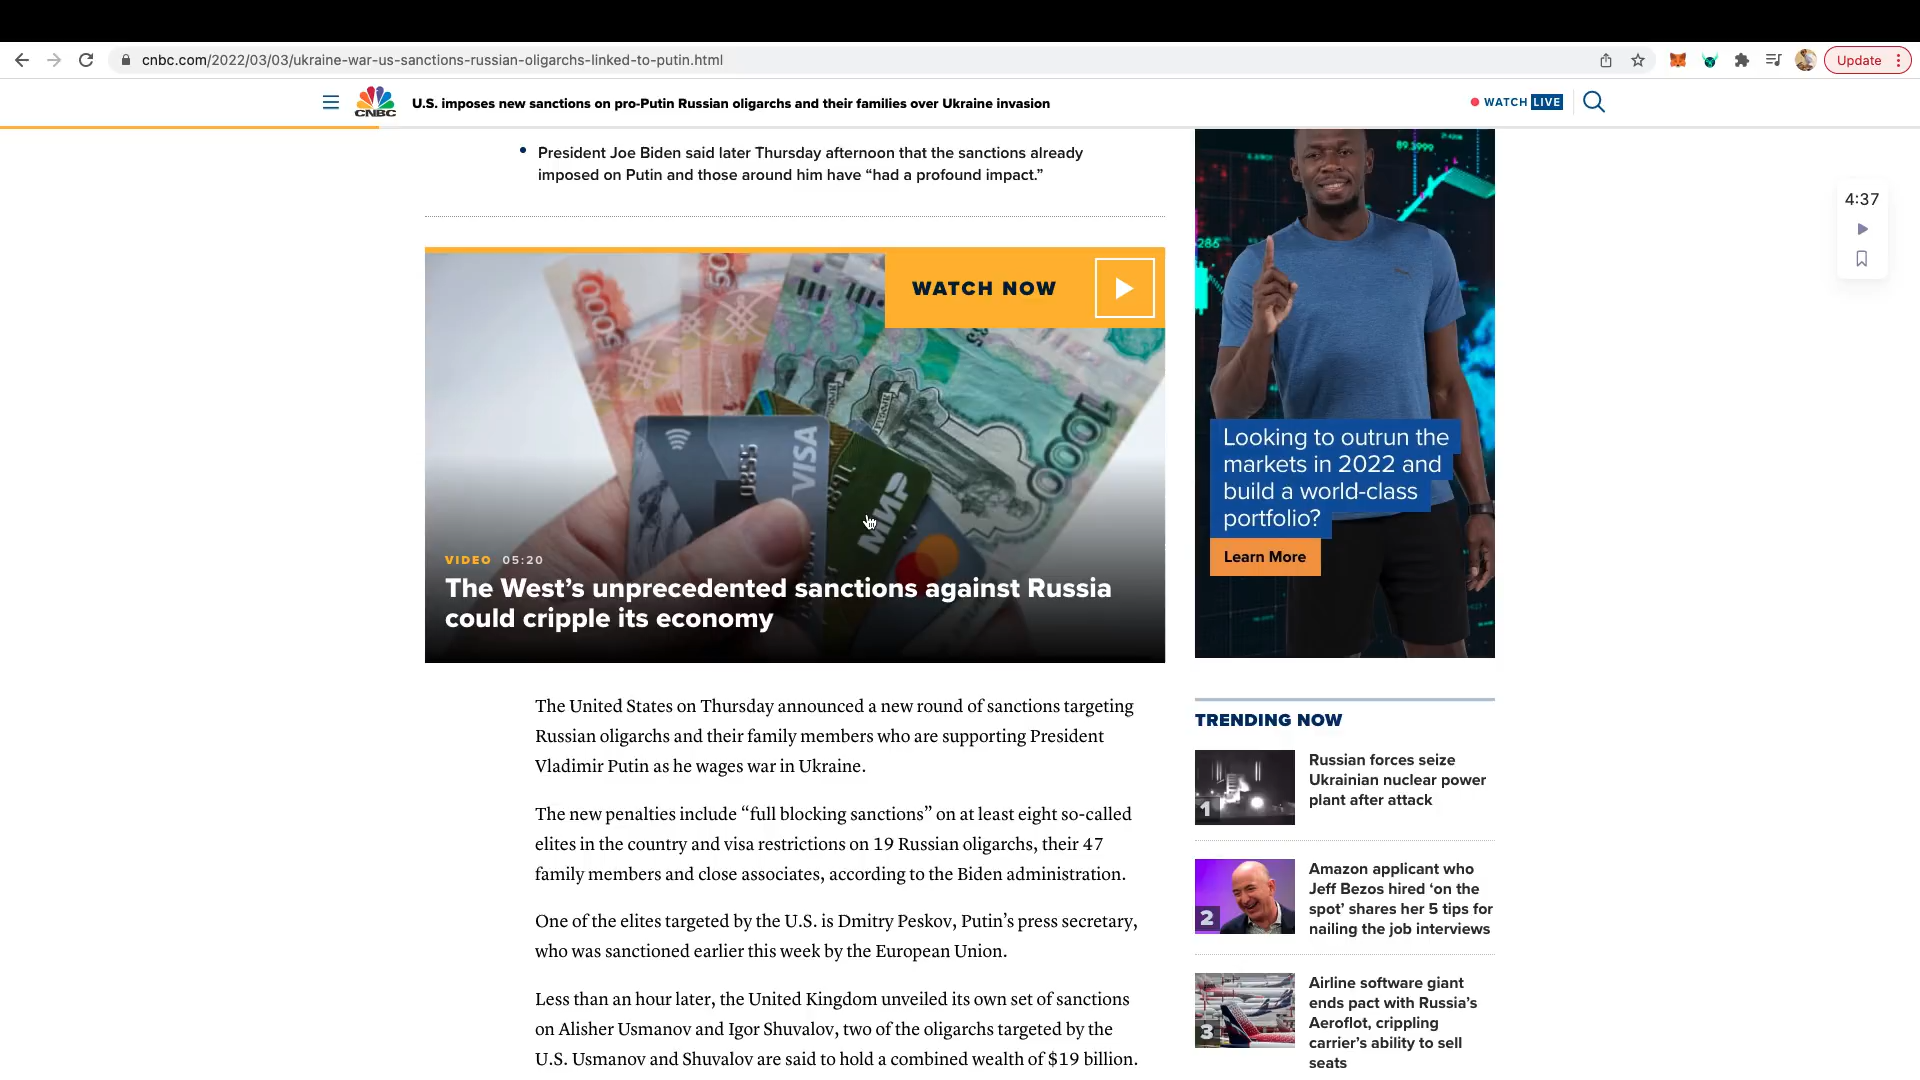 cnbc.com/2022/03/03/ukraine-war-us-sanctions-russian-oligarchs-linked-to-putin.html
Update
CNBC
U.S. imposes new sanctions on pro-Putin Russian oligarchs and their families over Ukraine invasion
WATCH LIVE
President Joe Biden said later Thursday afternoon that the sanctions already
imposed on Putin and those around him have “had a profound impact.”
WATCH NOW
5000
50
1000
VISA
0880
МИР
VIDEO 05:20
The West’s unprecedented sanctions against Russia
could cripple its economy
The United States on Thursday announced a new round of sanctions targeting
Russian oligarchs and their family members who are supporting President
Vladimir Putin as he wages war in Ukraine.
The new penalties include “full blocking sanctions” on at least eight so-called
elites in the country and visa restrictions on 19 Russian oligarchs, their 47
family members and close associates, according to the Biden administration.
One of the elites targeted by the U.S. is Dmitry Peskov, Putin’s press secretary,
who was sanctioned earlier this week by the European Union.
Less than an hour later, the United Kingdom unveiled its own set of sanctions
on Alisher Usmanov and Igor Shuvalov, two of the oligarchs targeted by the
U.S. Usmanov and Shuvalov are said to hold a combined wealth of $19 billion.
89.3999
286
Looking to outrun the
markets in 2022 and
build a world-class
portfolio?
Learn More
TRENDING NOW
1
Russian forces seize
Ukrainian nuclear power
plant after attack
2
Amazon applicant who
Jeff Bezos hired ‘on the
spot’ shares her 5 tips for
nailing the job interviews
3
Airline software giant
ends pact with Russia’s
Aeroflot, crippling
carrier’s ability to sell
seats
4:37